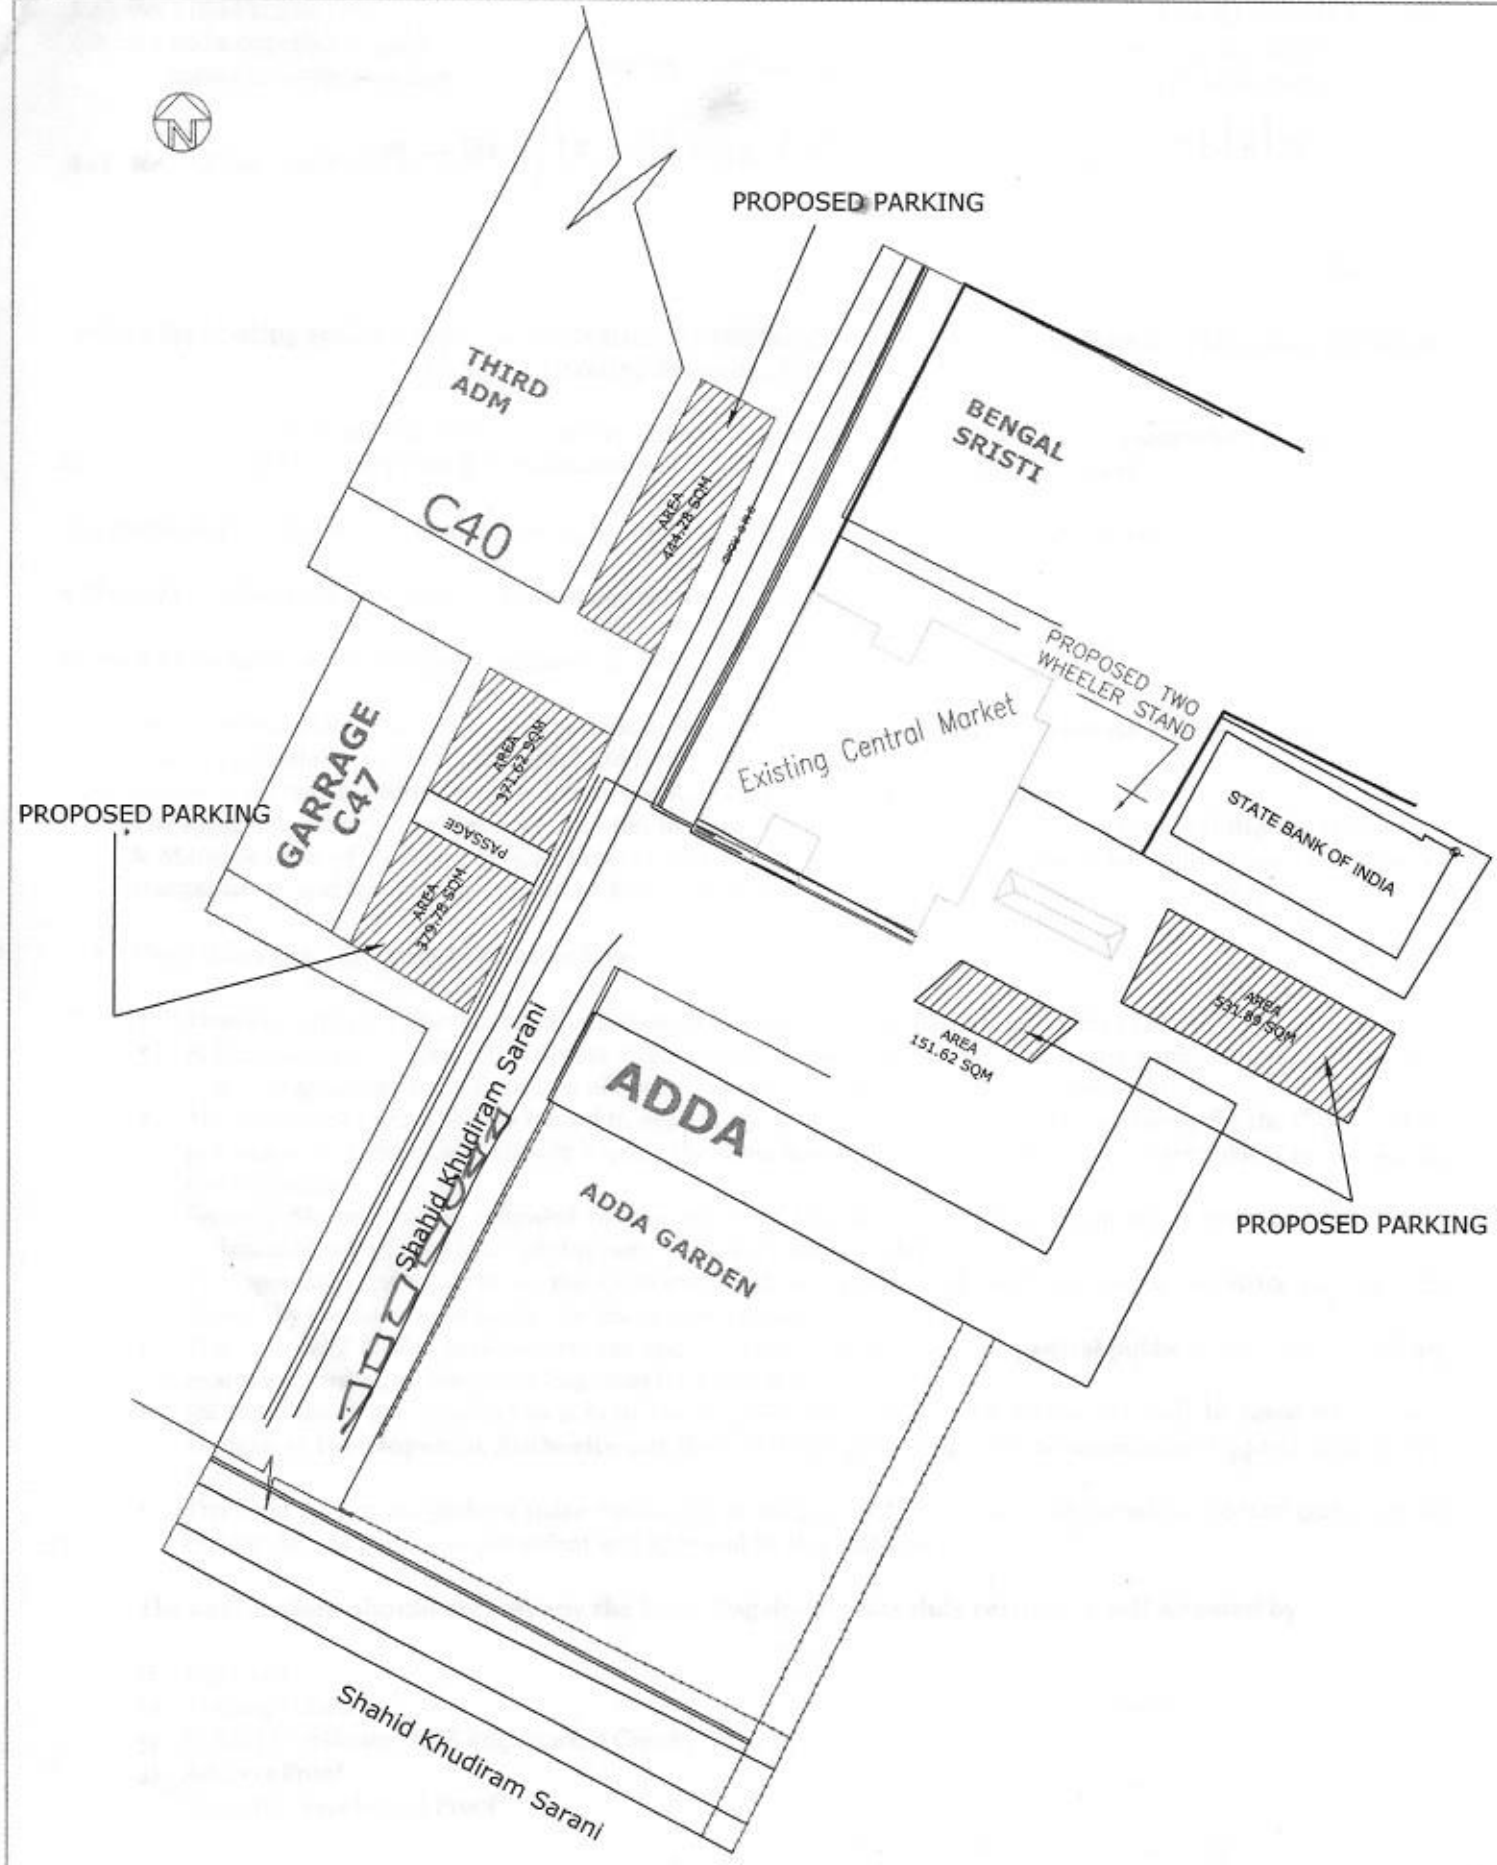 N
PROPOSED PARKING
THIRD
ADM
C40
BENGAL
SRISTI
AREA
444.28 SQM
PROPOSED TWO
WHEELER STAND
Existing Central Market
GARRAGE
C47
AREA
371.62 SQM
PASSAGE
AREA
379.78 SQM
PROPOSED PARKING
STATE BANK OF INDIA
AREA
531.89 SQM
AREA
151.62 SQM
PROPOSED PARKING
ADDA
ADDA GARDEN
Shahid Khudiram Sarani
Shahid Khudiram Sarani